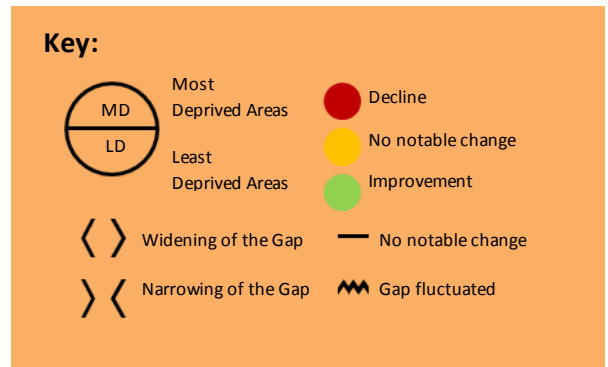 Key:
MD
LD
Most
Deprived Areas
Least
Deprived Areas
Decline
No notable change
Improvement
Widening of the Gap
No notable change
Narrowing of the Gap
Gap fluctuated